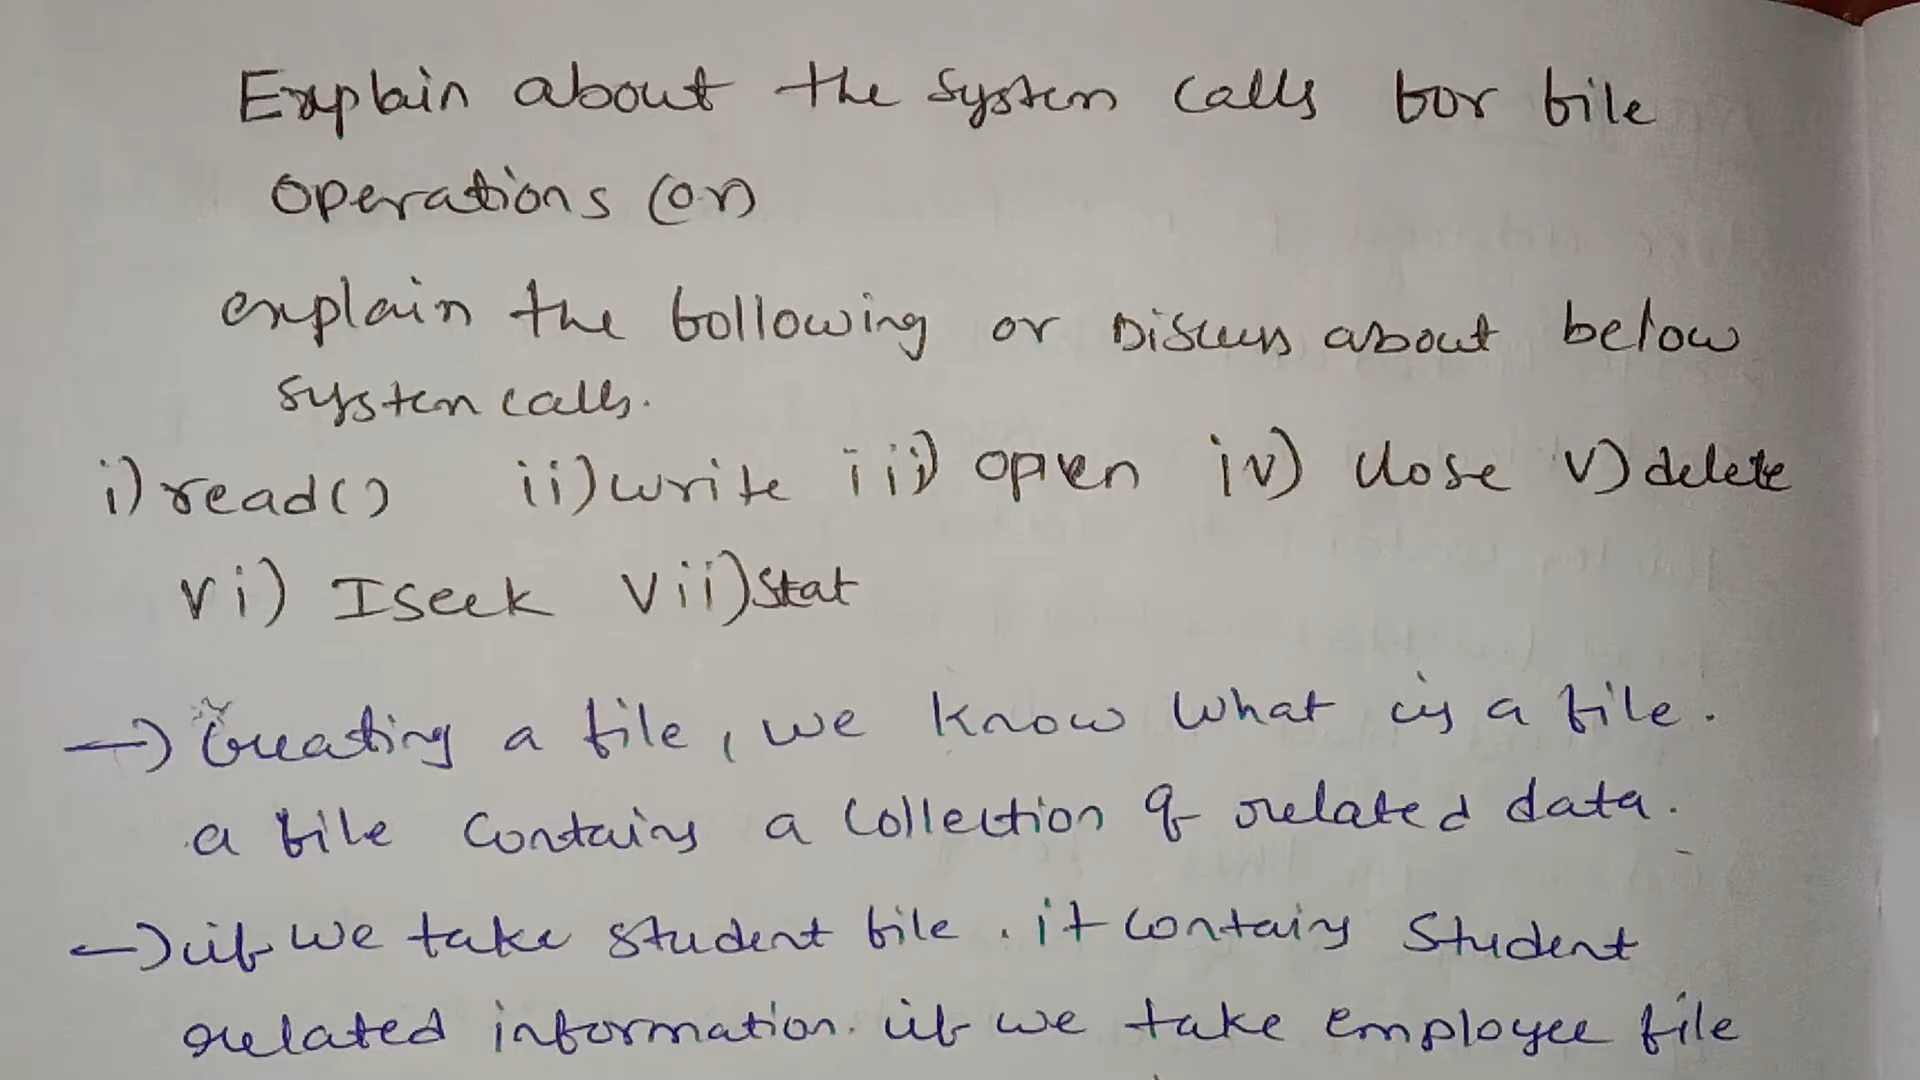 Explain about the System calls for file
operations (or)
explain the following or Discuss about below
system calls.
i) read() ii) write iii) open iv) close v) delete
vi) Iseek vii) stat
→ Creating a file, we know what is a file.
a file contains a collection of related data.
→ if we take student file. it contains Student
related information. if we take employee file